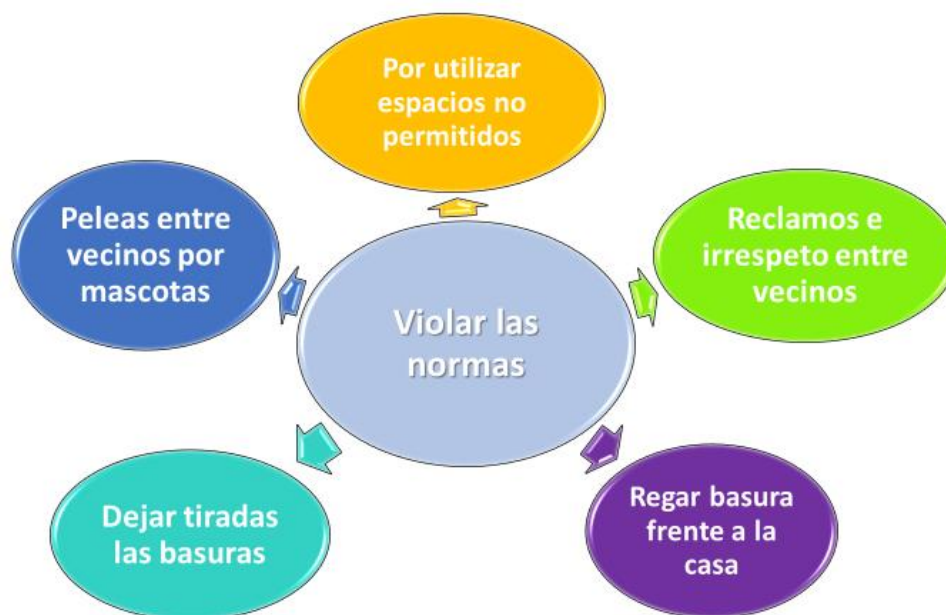 Por utilizar
espacios no
permitidos
Peleas entre
vecinos por
mascotas
Reclamos e
irrespeto entre
vecinos
Violar las
normas
Dejar tiradas
las basuras
Regar basura
frente a la
casa